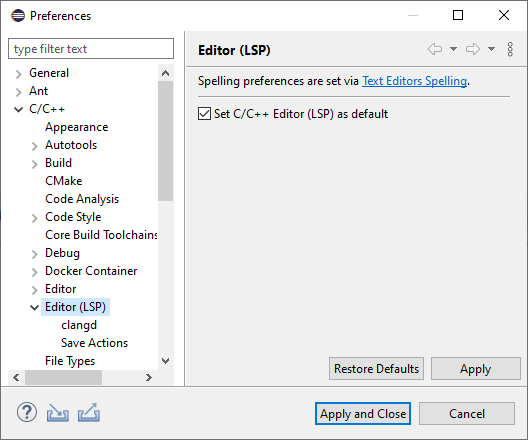 Preferences
type filter text
General
Ant
C/C++
Appearance
Autotools
Build
CMake
Code Analysis
Code Style
Core Build Toolchains
Debug
Docker Container
Editor
Editor (LSP)
clangd
Save Actions
File Types
Editor (LSP)
Spelling preferences are set via Text Editors Spelling.
Set C/C++ Editor (LSP) as default
Restore Defaults
Apply
?
Apply and Close
Cancel